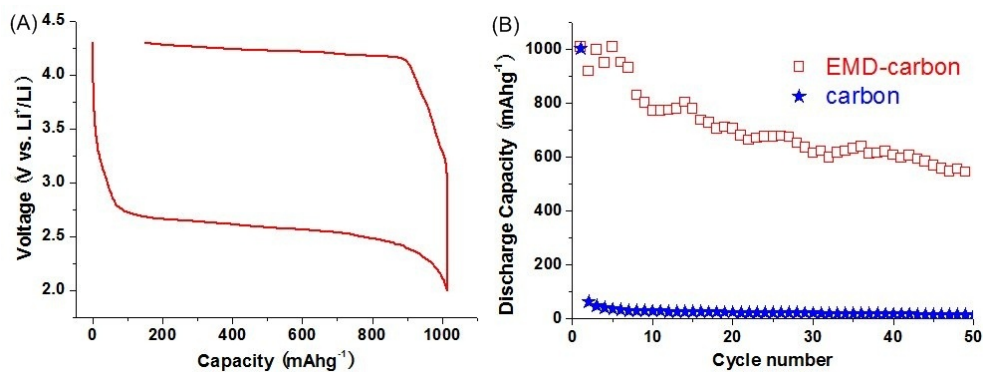 (A)
4.5
4.0
3.5
3.0
2.5
2.0
Voltage (V vs. Li⁺/Li)
0 200 400 600 800 1000
Capacity (mAhg⁻¹)
(B)
1000
800
600
400
200
0
Discharge Capacity (mAhg⁻¹)
EMD-carbon
carbon
0 10 20 30 40 50
Cycle number